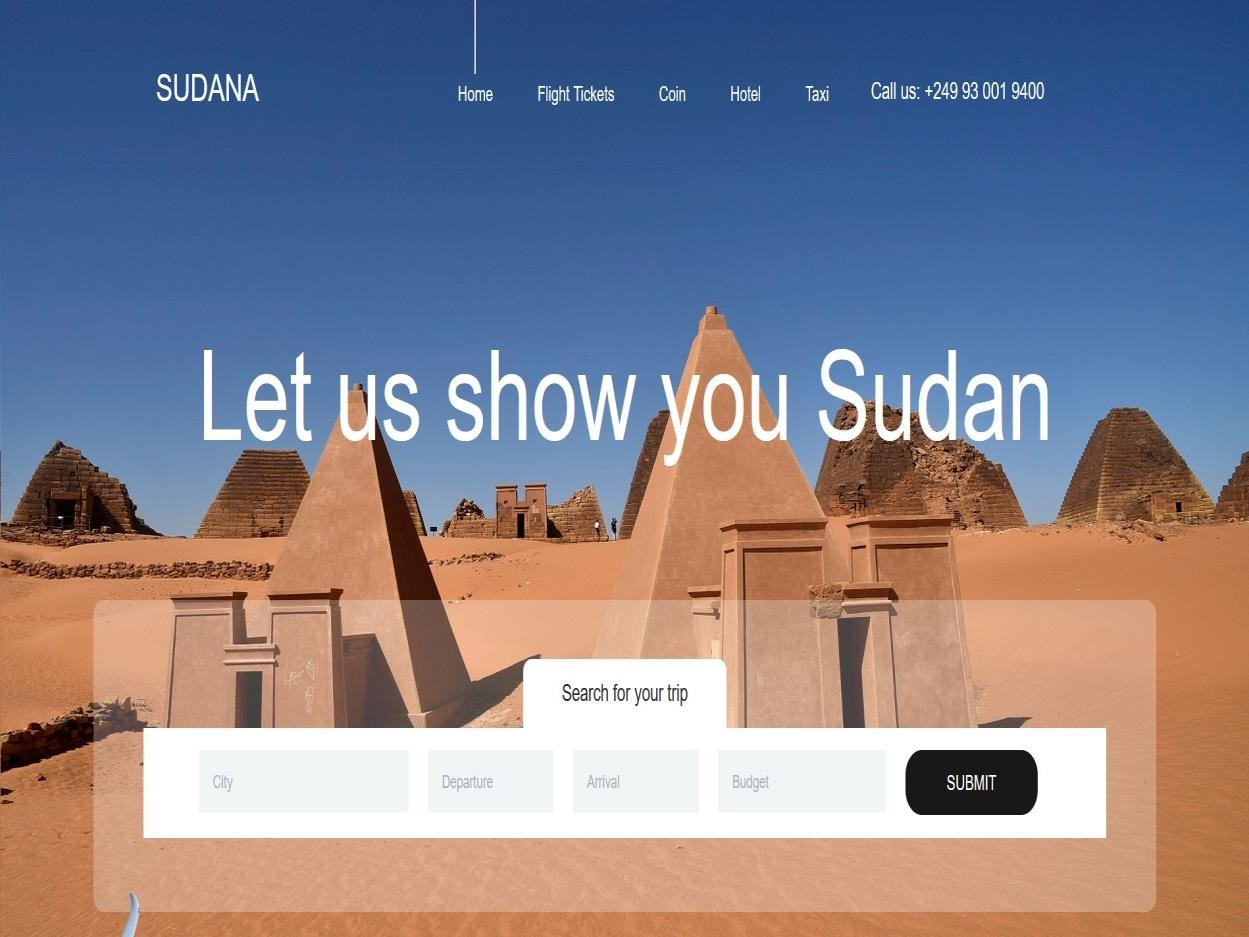 SUDANA
Home Flight Tickets Coin Hotel Taxi Call us: +249 93 001 9400
Let us show you Sudan
Search for your trip
City Departure Arrival Budget SUBMIT